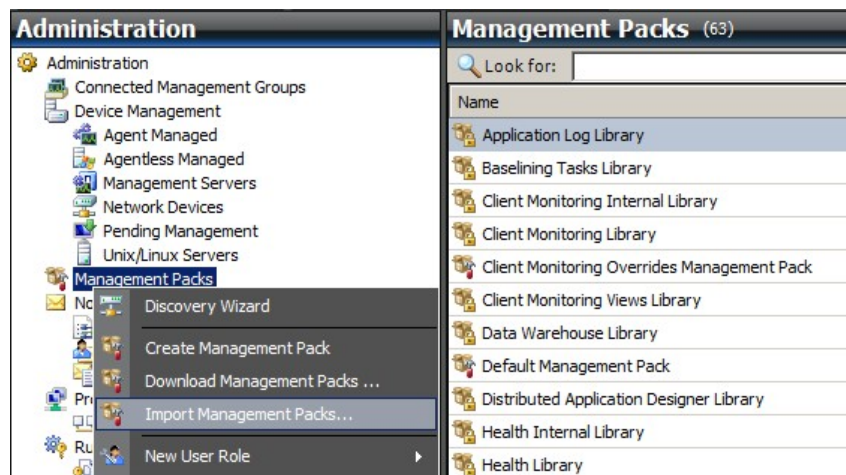 Administration
Administration
Connected Management Groups
Device Management
Agent Managed
Agentless Managed
Management Servers
Network Devices
Pending Management
Unix/Linux Servers
Management Packs
Discovery Wizard
Create Management Pack
Download Management Packs ...
Import Management Packs...
New User Role
Management Packs (63)
Look for:
Name
Application Log Library
Baselining Tasks Library
Client Monitoring Internal Library
Client Monitoring Library
Client Monitoring Overrides Management Pack
Client Monitoring Views Library
Data Warehouse Library
Default Management Pack
Distributed Application Designer Library
Health Internal Library
Health Library